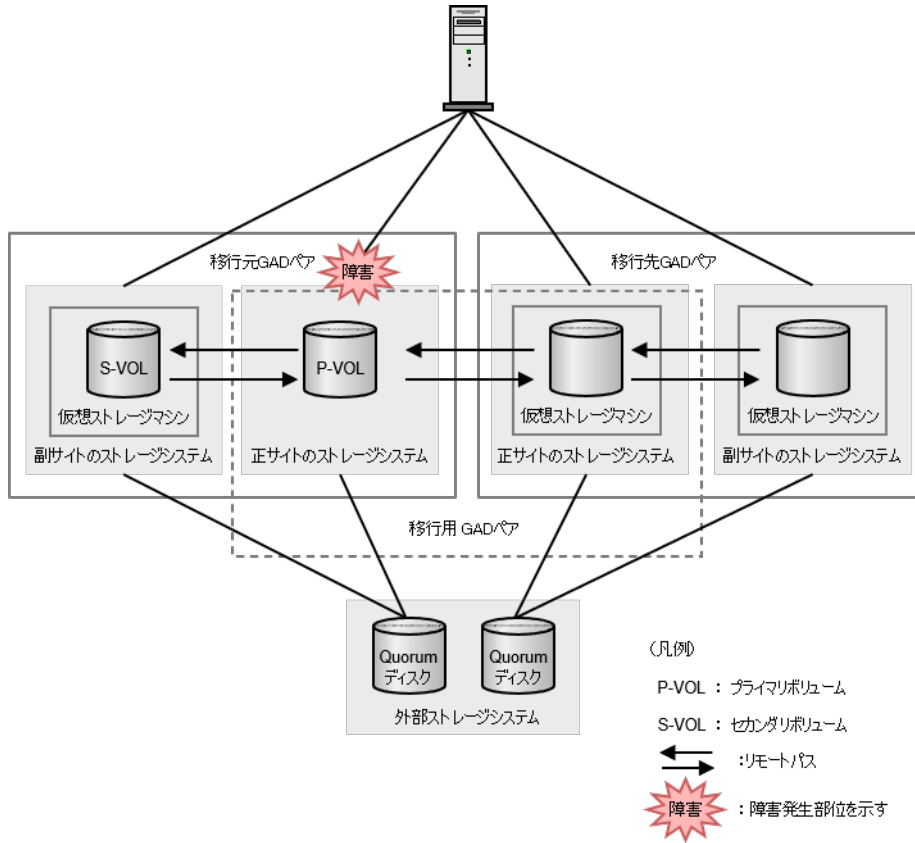 移行元GADペア
障害
移行先GADペア
S-VOL
P-VOL
仮想ストレージマシン
仮想ストレージマシン
仮想ストレージマシン
副サイトのストレージシステム
正サイトのストレージシステム
正サイトのストレージシステム
副サイトのストレージシステム
移行用 GADペア
Quorum
ディスク
Quorum
ディスク
外部ストレージシステム
(凡例)
P-VOL : プライマリボリューム
S-VOL : セカンダリボリューム
:リモートパス
障害 : 障害発生部位を示す